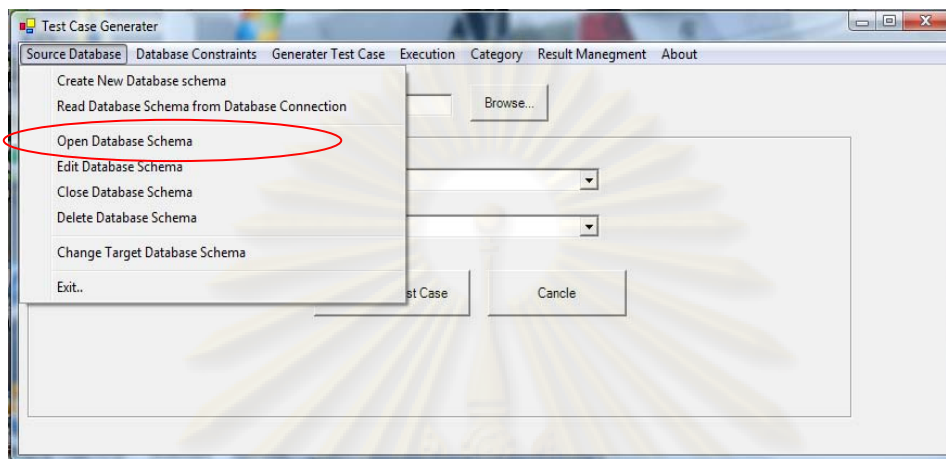 Test Case Generater
Source Database Database Constraints Generater Test Case Execution Category Result Managment About
Create New Database schema
Read Database Schema from Database Connection
Browse...
Open Database Schema
Edit Database Schema
Close Database Schema
Delete Database Schema
Change Target Database Schema
Exit..
Case
Cancle